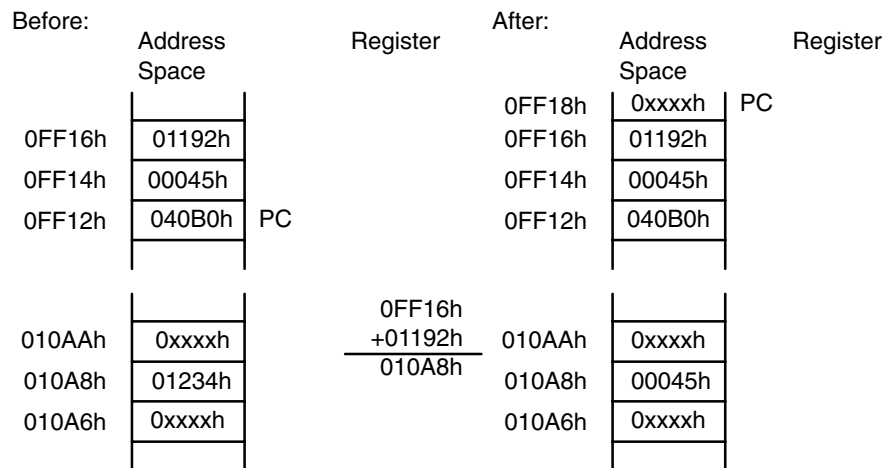 Before:
Address Space
Register
0FF16h 01192h
0FF14h 00045h
0FF12h 040B0h PC
010AAh 0xxxxh
010A8h 01234h
010A6h 0xxxxh
0FF16h
+01192h
010A8h
After:
Address Space
Register
0FF18h 0xxxxh PC
0FF16h 01192h
0FF14h 00045h
0FF12h 040B0h
010AAh 0xxxxh
010A8h 00045h
010A6h 0xxxxh